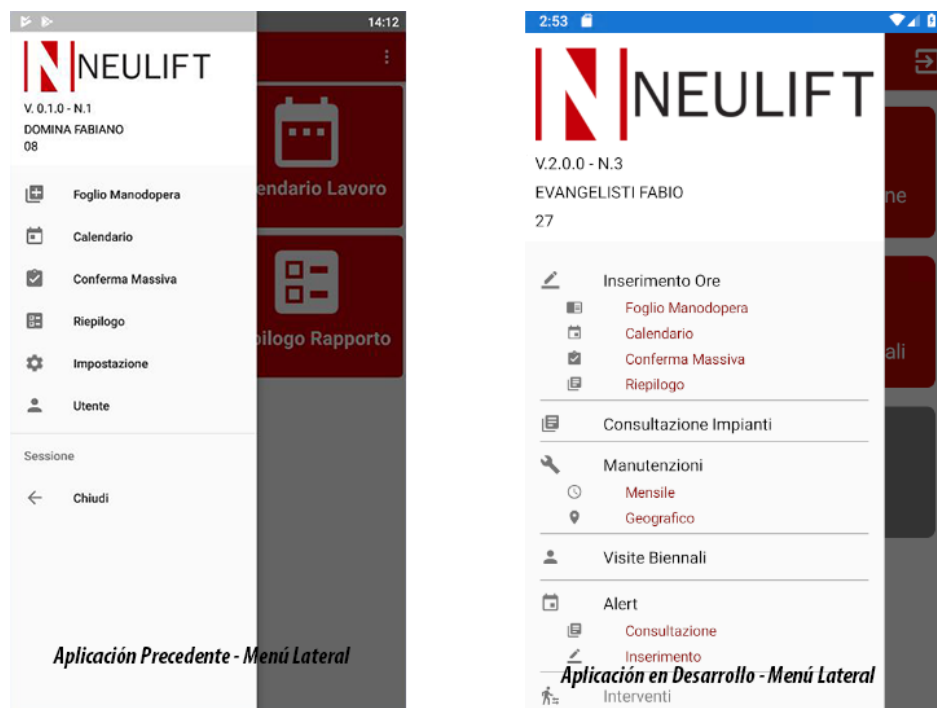 14:12
NEULIFT
V. 0.1.0 - N.1
DOMINA FABIANO
08
Foglio Manodopera
Calendario
Conferma Massiva
Riepilogo
Impostazione
Utente
Sessione
Chiudi
endario Lavoro
pilogo Rapporto
Aplicación Precedente - Menú Lateral
2:53
NEULIFT
V.2.0.0 - N.3
EVANGELISTI FABIO
27
Inserimento Ore
Foglio Manodopera
Calendario
Conferma Massiva
Riepilogo
Consultazione Impianti
Manutenzioni
Mensile
Geografico
Visite Biennali
Alert
Consultazione
Inserimento
Interventi
ne
ali
Aplicación en Desarrollo - Menú Lateral